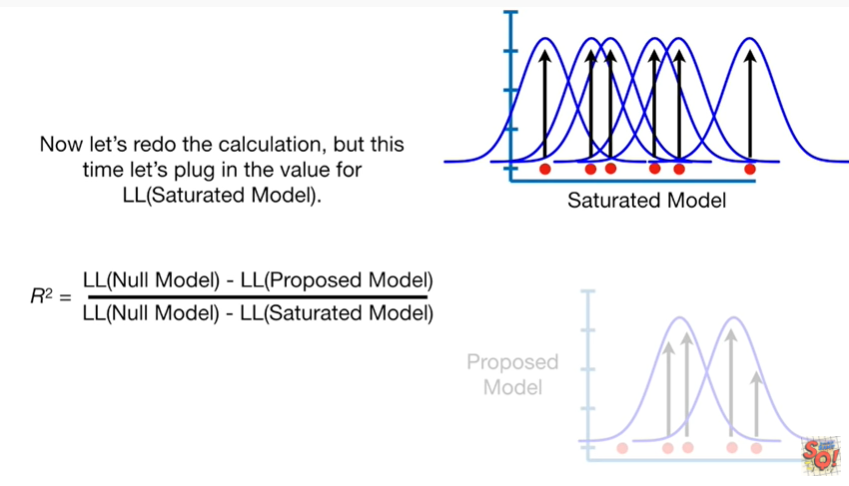 Now let's redo the calculation, but this
time let's plug in the value for
LL(Saturated Model).
Saturated Model
R² =
LL(Null Model) - LL(Proposed Model)
LL(Null Model) - LL(Saturated Model)
Proposed
Model
SQ!